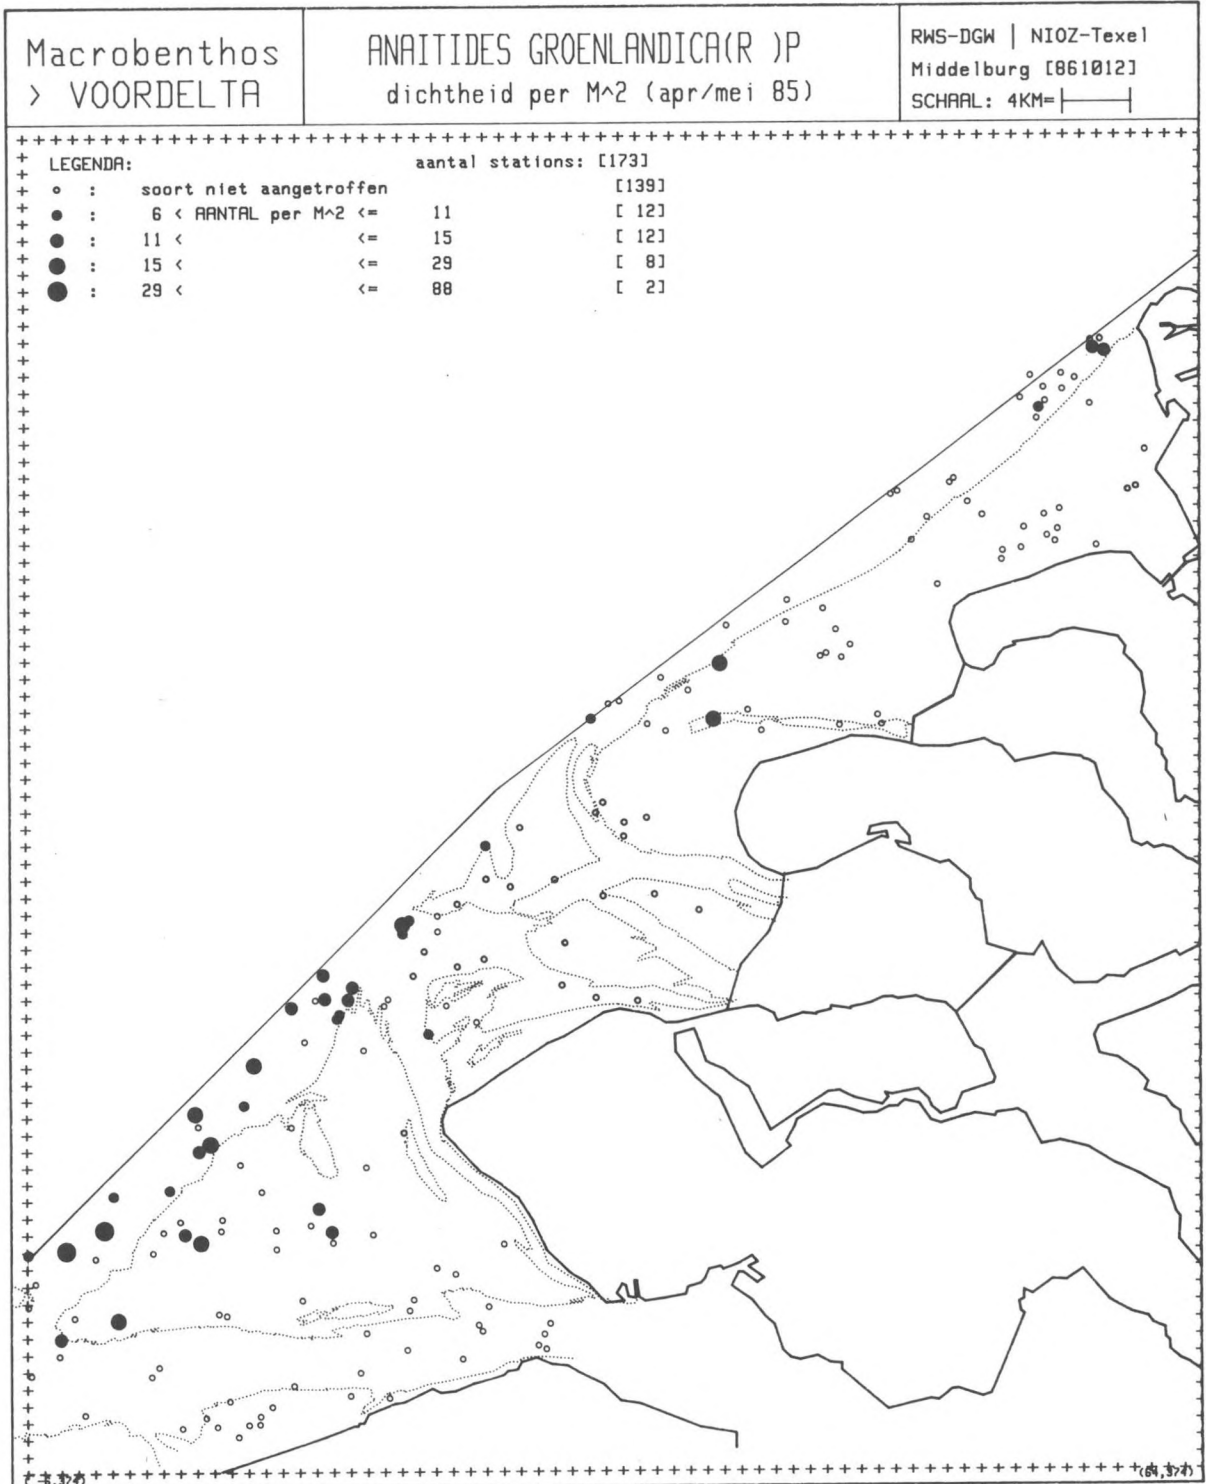 Macrobenthos
> VOORDELTA
ANAITIDES GROENLANDICA(R )P
dichtheid per M^2 (apr/mei 85)
RWS-DGW | NIOZ-Texel
Middelburg [861012]
SCHAAL: 4KM=
LEGENDA: aantal stations: [173]
: soort niet aangetroffen [139]
: 6 < AANTAL per M^2 <= 11 [ 12]
: 11 < <= 15 [ 12]
: 15 < <= 29 [ 8]
: 29 < <= 88 [ 2]